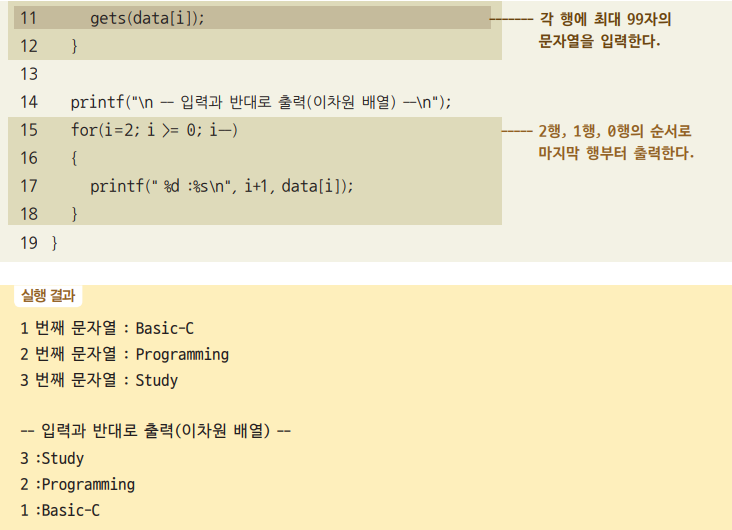 11 gets(data[i]); ------- 각 행에 최대 99자의
12 } 문자열을 입력한다.
13
14 printf("\n -- 입력과 반대로 출력(이차원 배열) --\n");
15 for(i=2; i >= 0; i--) ----- 2행, 1행, 0행의 순서로
16 { 마지막 행부터 출력한다.
17 printf(" %d :%s\n", i+1, data[i]);
18 }
19 }
실행 결과
1 번째 문자열 : Basic-C
2 번째 문자열 : Programming
3 번째 문자열 : Study
-- 입력과 반대로 출력(이차원 배열) --
3 :Study
2 :Programming
1 :Basic-C